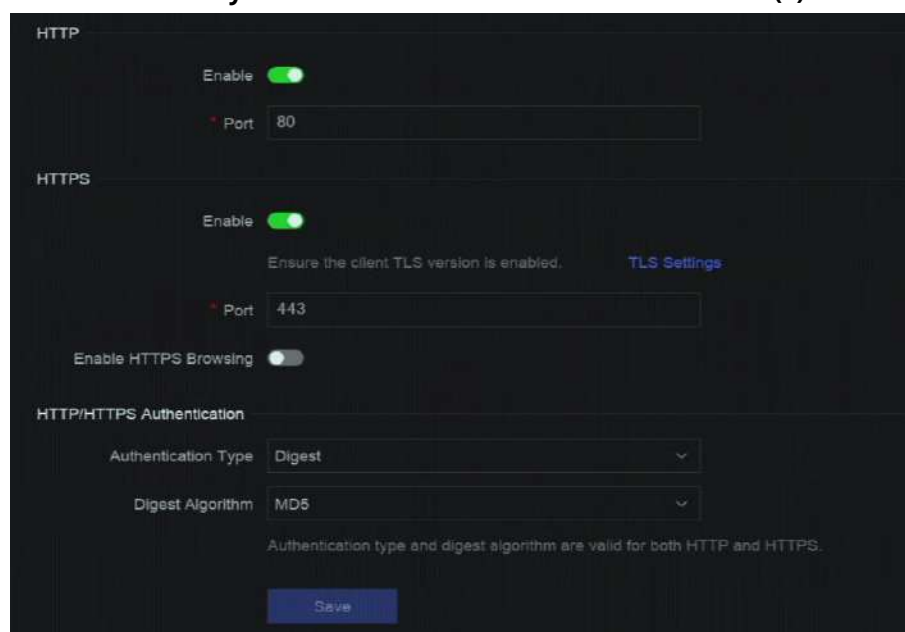 HTTP
Enable
* Port 80
HTTPS
Enable
Ensure the client TLS version is enabled. TLS Settings
* Port 443
Enable HTTPS Browsing
HTTP/HTTPS Authentication
Authentication Type Digest
Digest Algorithm MD5
Authentication type and digest algorithm are valid for both HTTP and HTTPS.
Save